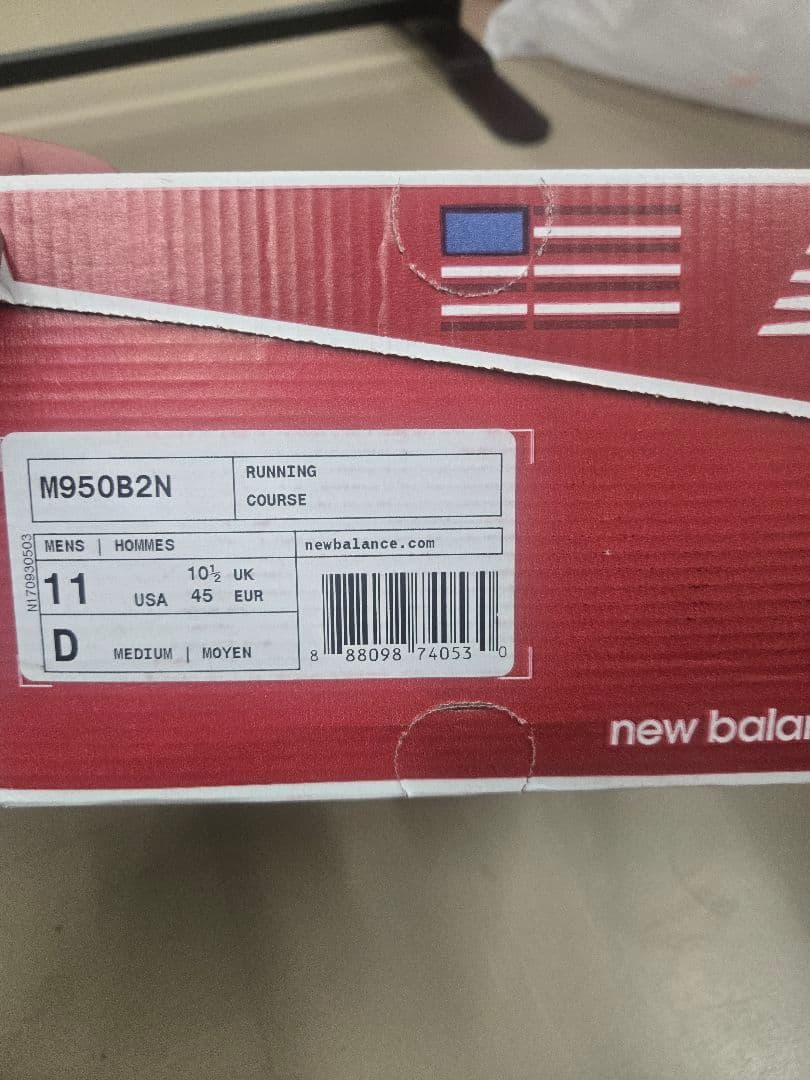 M950B2N
RUNNING
COURSE
MENS | HOMMES
newbalance.com
N170930503
11
USA
10½ UK
45 EUR
D
MEDIUM | MOYEN
8 88098 74053 0
new balan